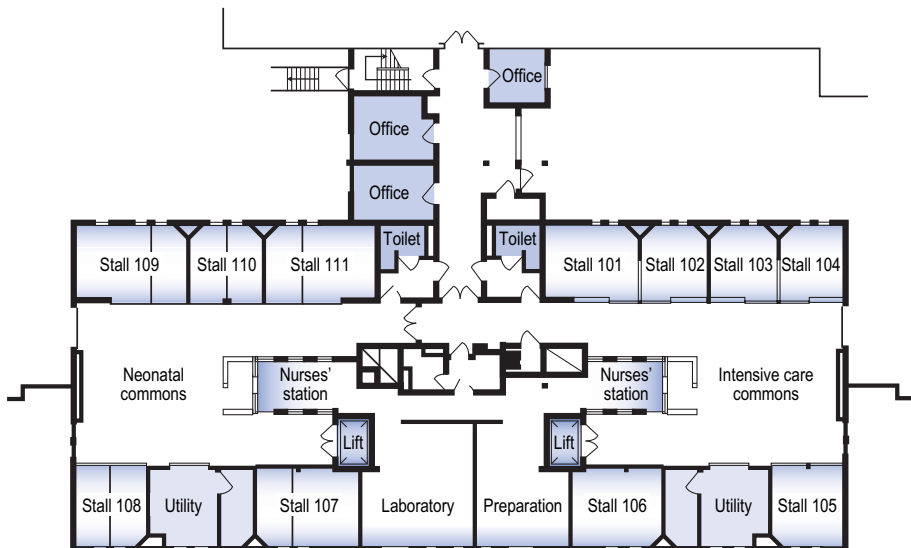 Office
Office
Office
Toilet
Toilet
Stall 109
Stall 110
Stall 111
Stall 101
Stall 102
Stall 103
Stall 104
Neonatal
commons
Nurses'
station
Nurses'
station
Intensive care
commons
Lift
Lift
Stall 108
Utility
Stall 107
Laboratory
Preparation
Stall 106
Utility
Stall 105